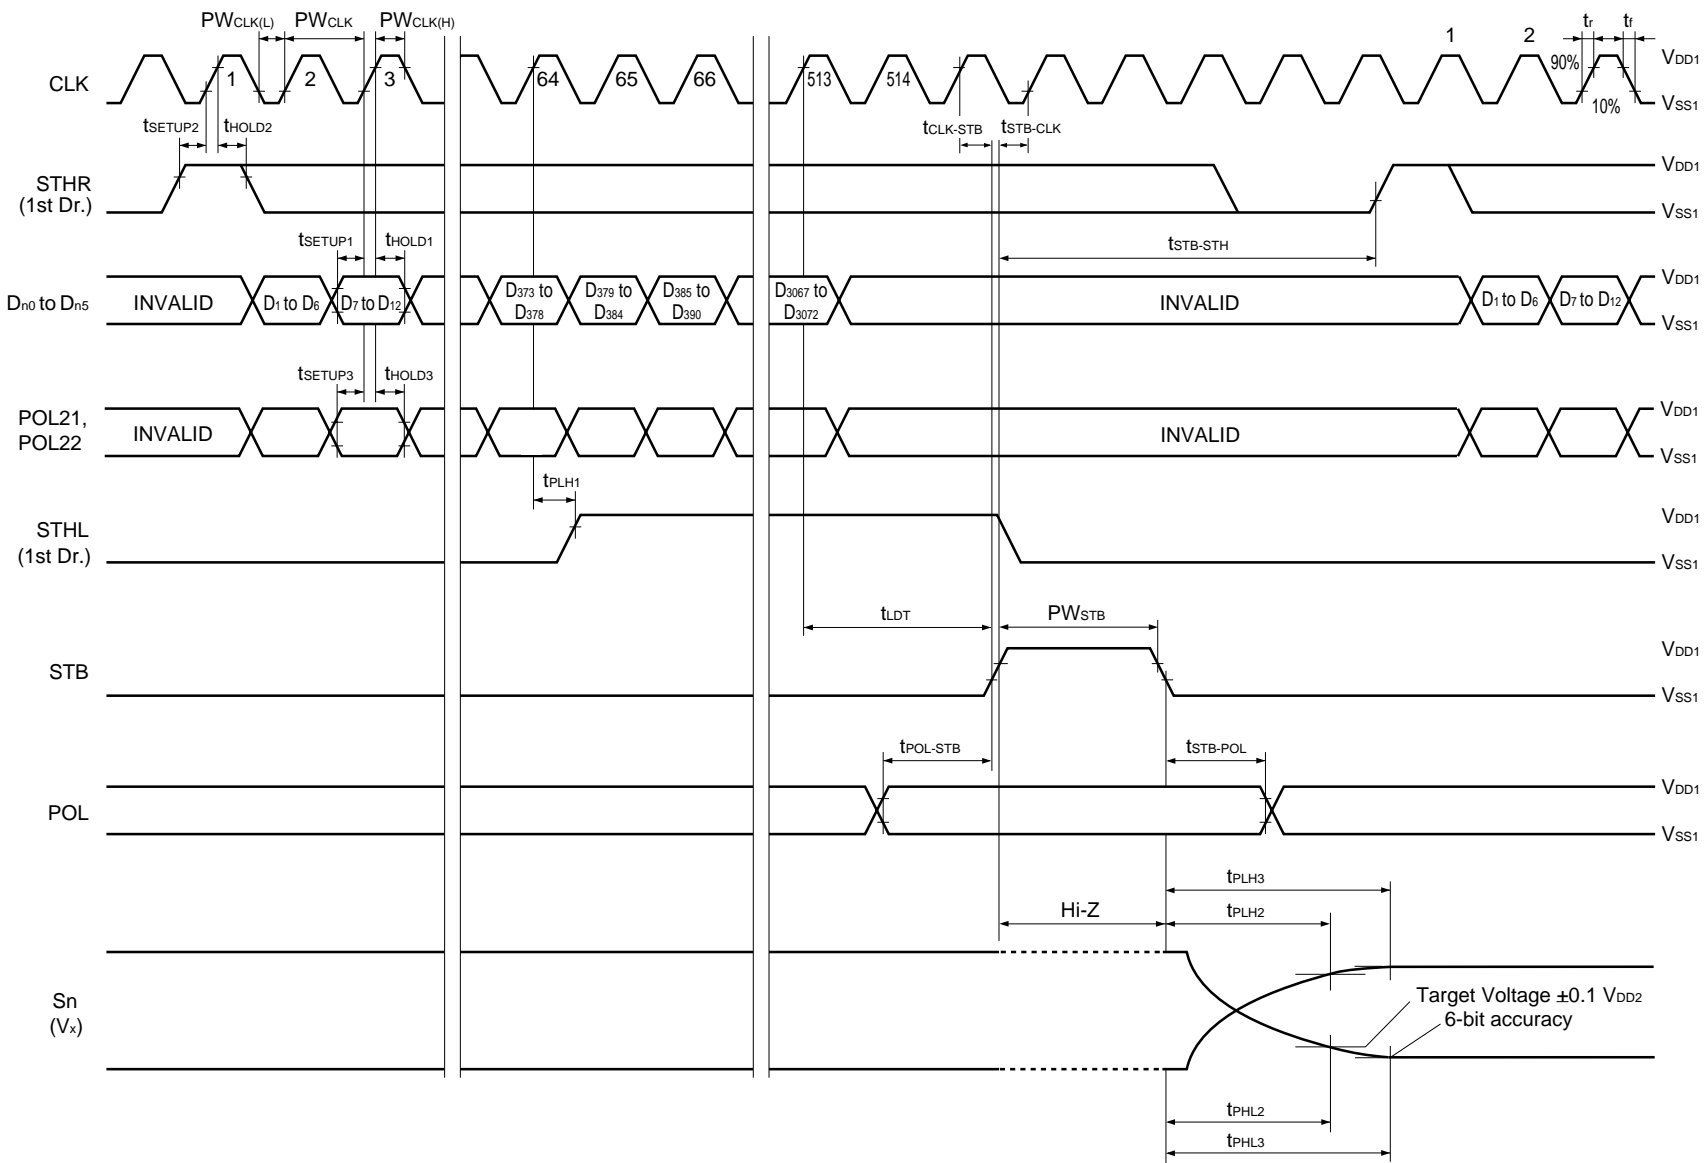 PWCLK(L) PWCLK PWCLK(H) 1 2 tr tf
CLK 1 2 3 64 65 66 513 514 90% 10% VDD1
VSS1
tSETUP2 tHOLD2 tCLK-STB tSTB-CLK
STHR VDD1
(1st Dr.) VSS1
tSETUP1 tHOLD1 tSTB-STH
VDD1
Dn0 to Dn5 INVALID D1 to D6 D7 to D12 D373 to D378 D379 to D384 D385 to D390 D3067 to D3072 INVALID D1 to D6 D7 to D12
VSS1
tSETUP3 tHOLD3
POL21, VDD1
POL22 INVALID INVALID
VSS1
tPLH1
STHL VDD1
(1st Dr.) VSS1
tLDT PWSTB
VDD1
STB
VSS1
tPOL-STB tSTB-POL
VDD1
POL
VSS1
tPLH3
Hi-Z tPLH2
Sn
(Vx)
Target Voltage ±0.1 VDD2
6-bit accuracy
tPHL2
tPHL3